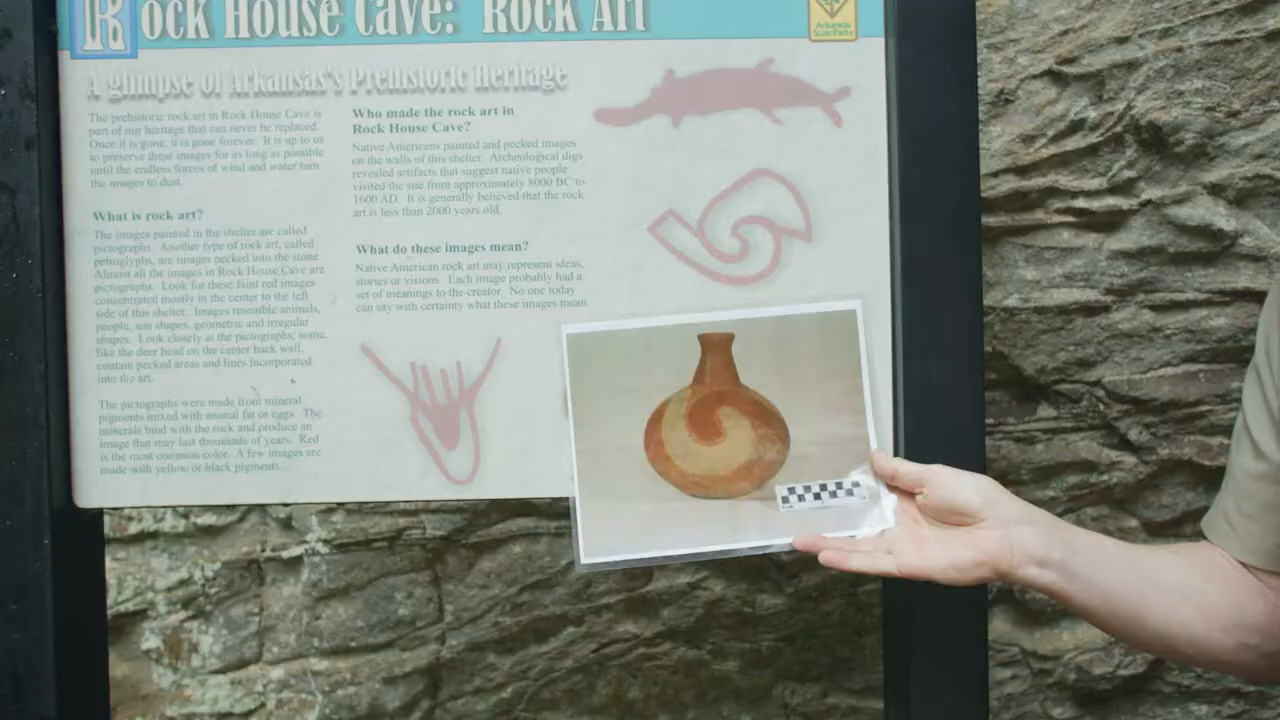 Rock House Cave: Rock Art
Arkansas
State Parks
A glimpse of Arkansas's Prehistoric Heritage
The prehistoric rock art in Rock House Cave is
part of our heritage that can never be replaced.
Once it is gone, it is gone forever. It is up to us
to preserve these images for as long as possible
until the endless forces of wind and water turn
the images to dust.
What is rock art?
The images painted in the shelter are called
pictographs. Another type of rock art, called
petroglyphs, are images pecked into the stone.
Almost all the images in Rock House Cave are
pictographs. Look for these faint red images
concentrated mostly in the center to the left
side of this shelter. Images resemble animals,
people, sun shapes, geometric and irregular
shapes. Look closely at the pictographs; some,
like the deer head on the center back wall,
contain pecked areas and lines incorporated
into the art.
The pictographs were made from mineral
pigments mixed with animal fat or eggs. The
minerals bind with the rock and produce an
image that may last thousands of years. Red
is the most common color. A few images are
made with yellow or black pigments.
Who made the rock art in
Rock House Cave?
Native Americans painted and pecked images
on the walls of this shelter. Archeological digs
revealed artifacts that suggest native people
visited the site from approximately 8000 BC to
1600 AD. It is generally believed that the rock
art is less than 2000 years old.
What do these images mean?
Native American rock art may represent ideas,
stories or visions. Each image probably had a
set of meanings to the creator. No one today
can say with certainty what these images mean